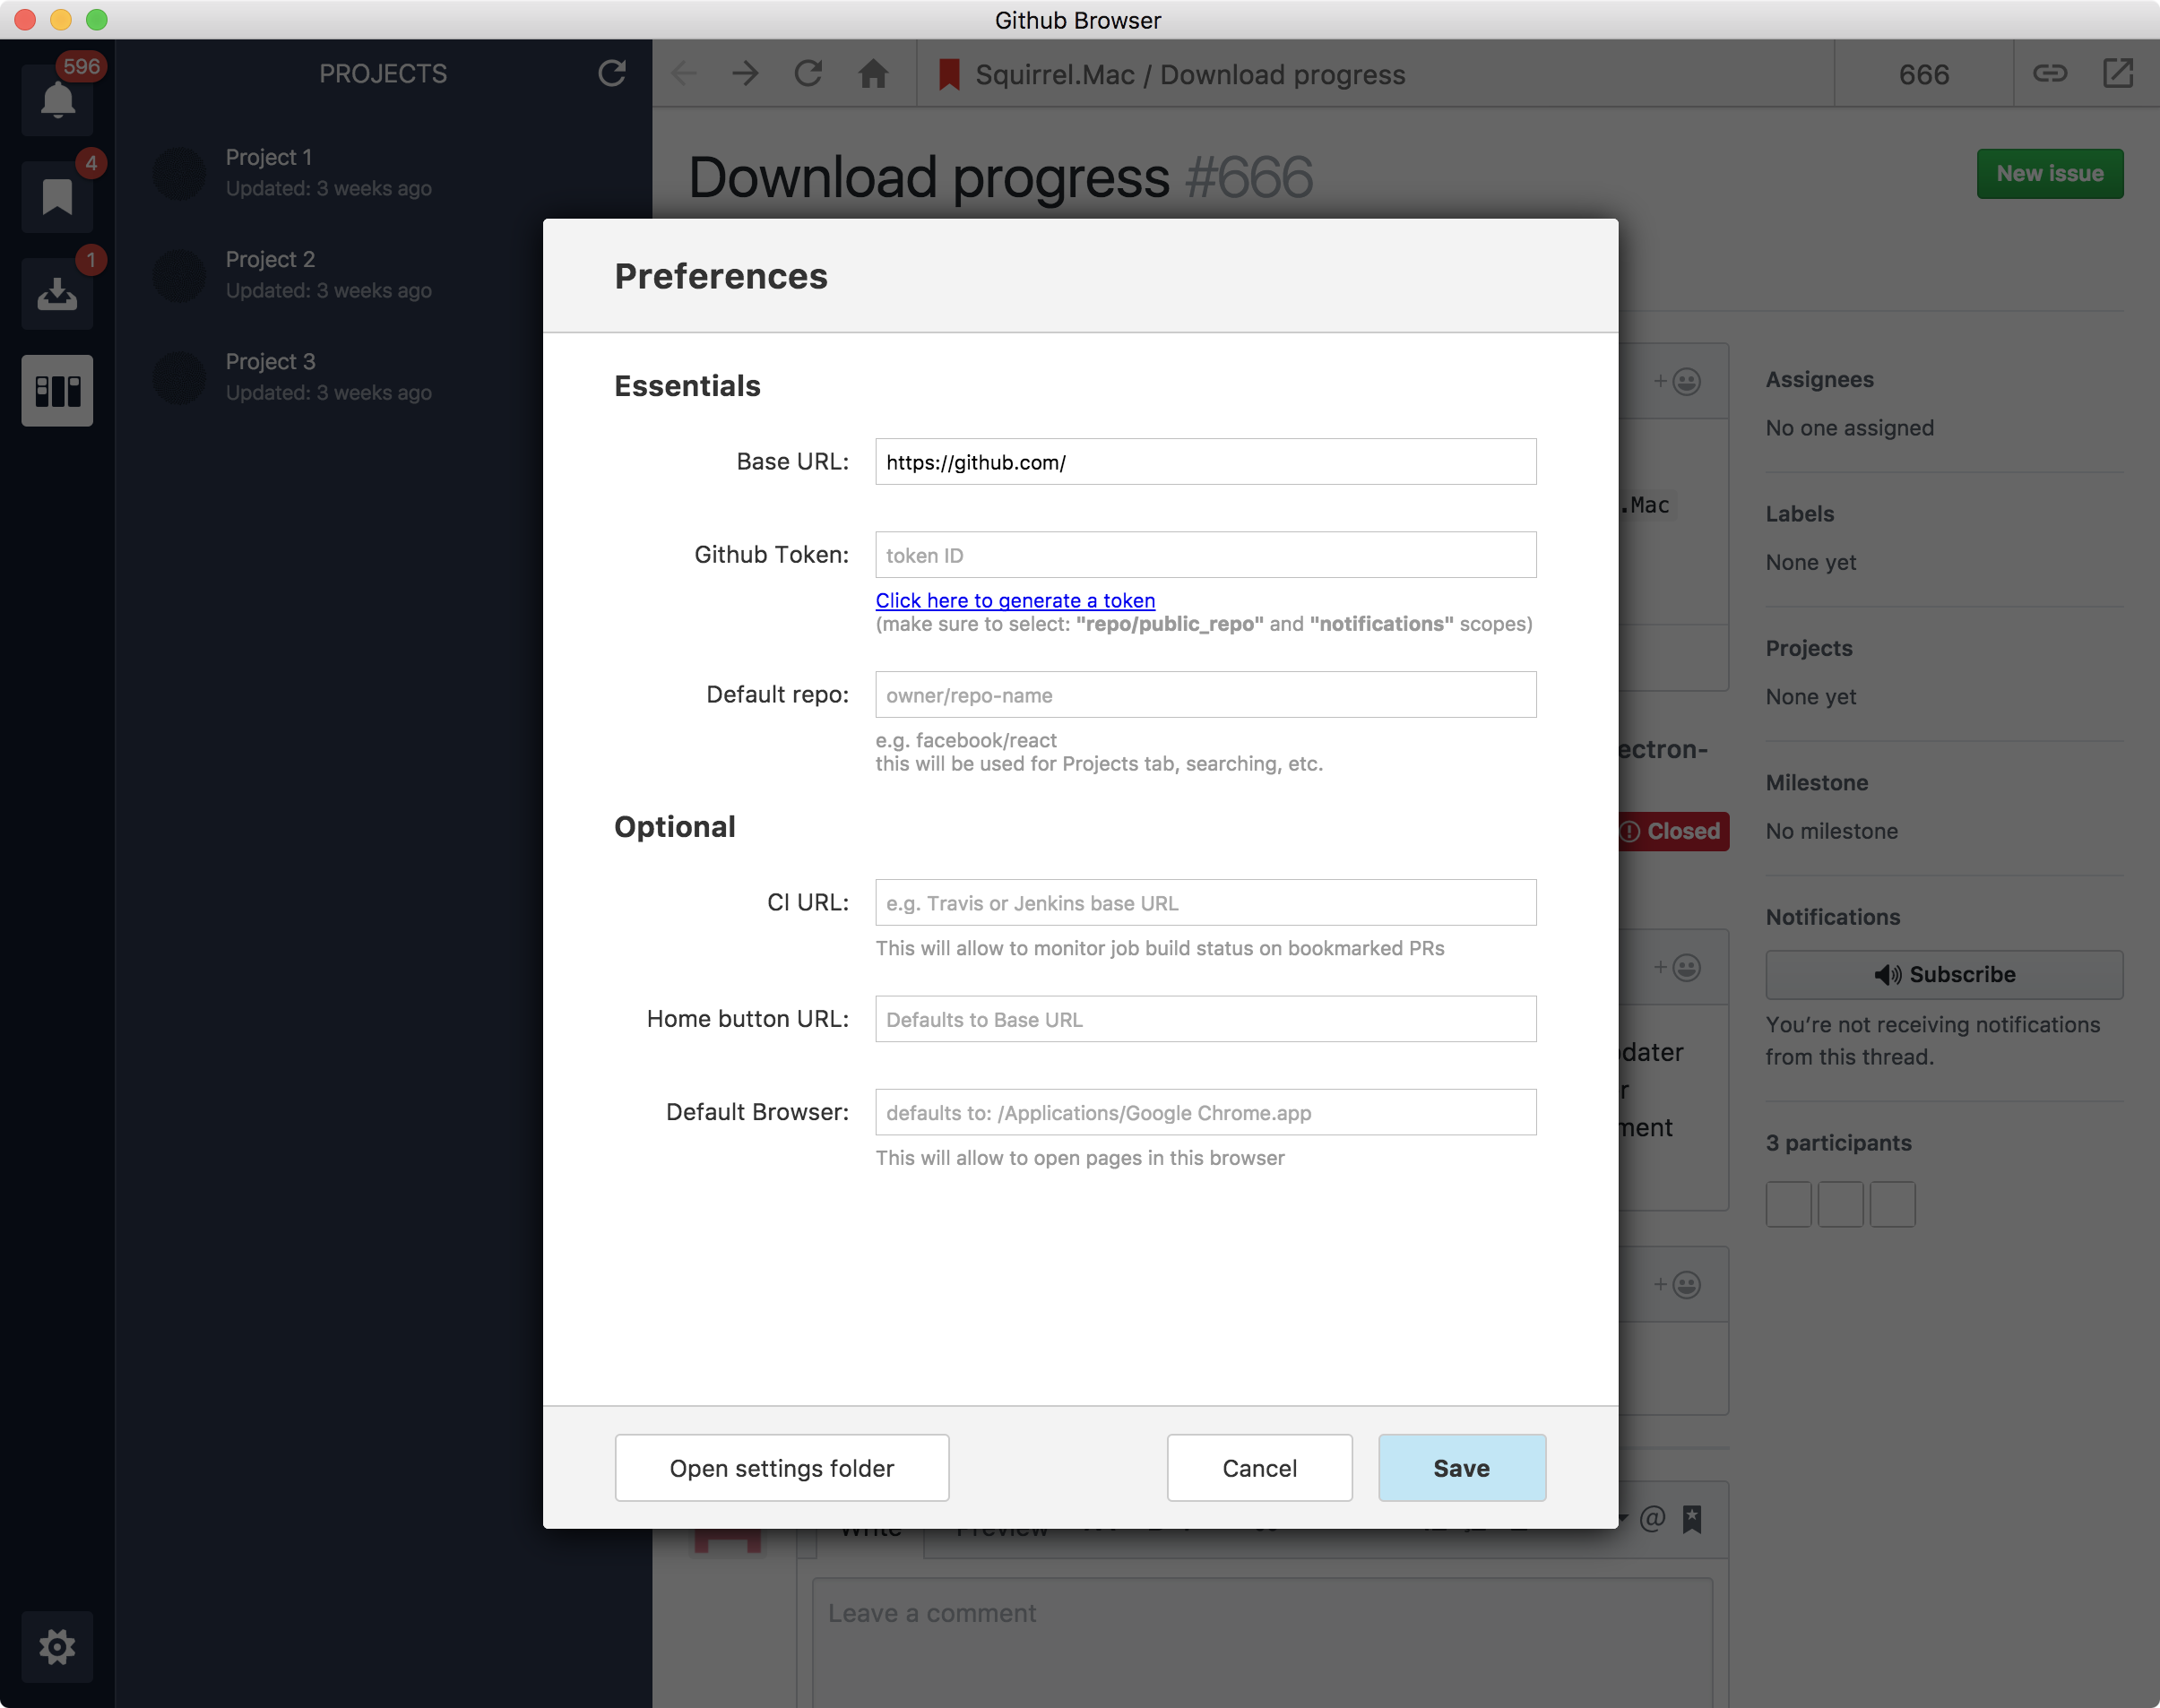 Github Browser
596
4
1
PROJECTS
Project 1
Updated: 3 weeks ago
Project 2
Updated: 3 weeks ago
Project 3
Updated: 3 weeks ago
Squirrel.Mac / Download progress
666
Download progress #666
New issue
Preferences
Essentials
Base URL: https://github.com/
Github Token: token ID
Click here to generate a token
(make sure to select: "repo/public_repo" and "notifications" scopes)
Default repo: owner/repo-name
e.g. facebook/react
this will be used for Projects tab, searching, etc.
Optional
CI URL: e.g. Travis or Jenkins base URL
This will allow to monitor job build status on bookmarked PRs
Home button URL: Defaults to Base URL
Default Browser: defaults to: /Applications/Google Chrome.app
This will allow to open pages in this browser
Open settings folder
Cancel
Save
.Mac
ectron-
Closed
dater
r
ment
Assignees
No one assigned
Labels
None yet
Projects
None yet
Milestone
No milestone
Notifications
Subscribe
You’re not receiving notifications
from this thread.
3 participants
Write
Preview
@
Leave a comment